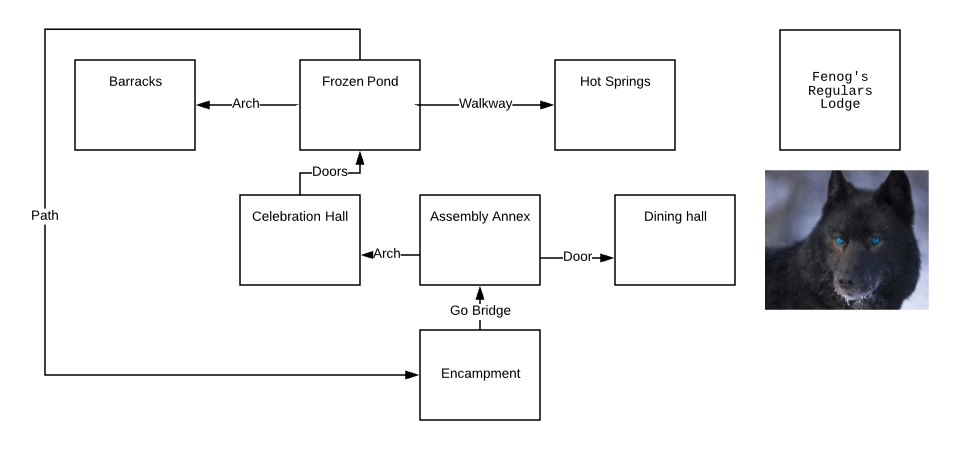 Barracks
Frozen Pond
Hot Springs
Fenog's
Regulars
Lodge
Arch
Walkway
Doors
Path
Celebration Hall
Assembly Annex
Dining hall
Arch
Door
Go Bridge
Encampment